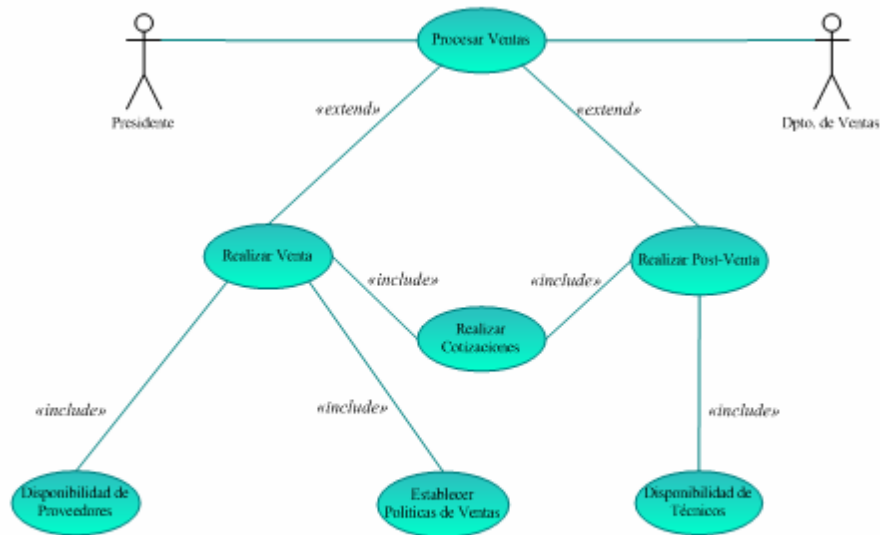 Procesar Ventas
Presidente
Dpto. de Ventas
«extend»
«extend»
Realizar Venta
Realizar Post-Venta
«include»
«include»
Realizar
Cotizaciones
«include»
«include»
«include»
Disponibilidad de
Proveedores
Establecer
Politicas de Ventas
Disponibilidad de
Técnicos